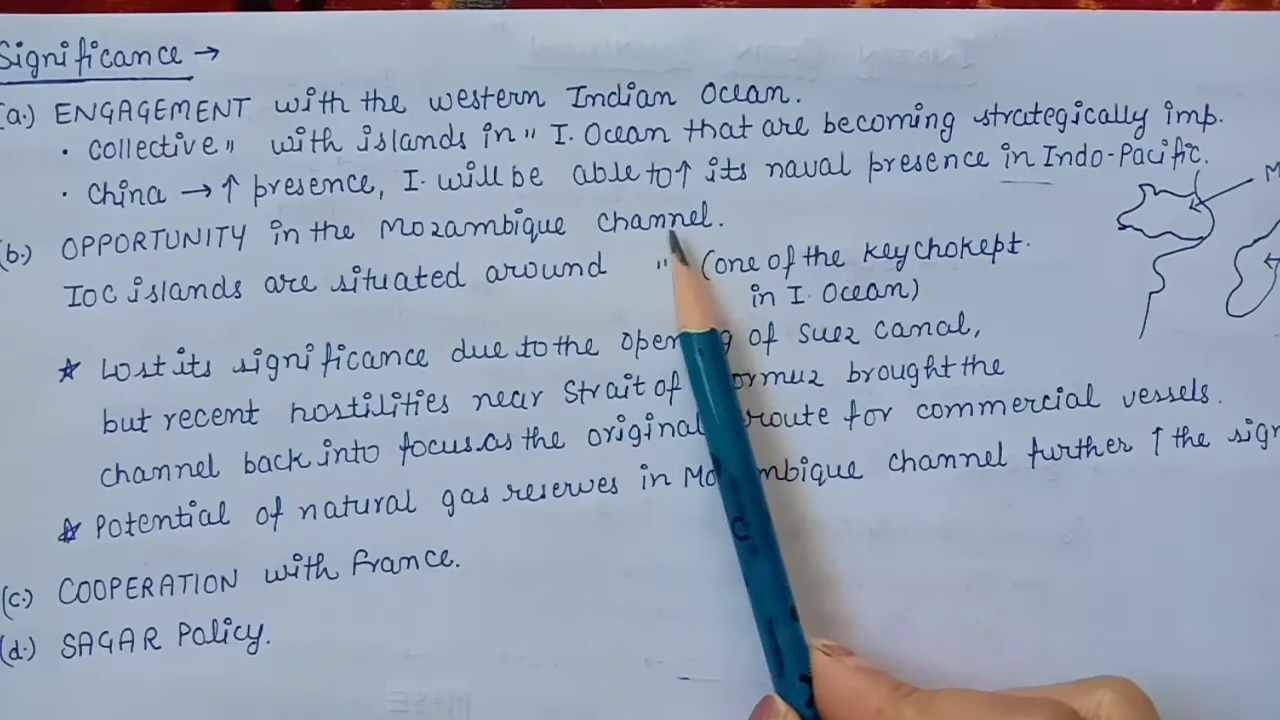 Significance →
(a.) ENGAGEMENT with the western Indian Ocean.
• collective " with islands in " I. Ocean that are becoming strategically imp.
• China → ↑ presence, I. will be able to ↑ its naval presence in Indo-Pacific.
(b.) OPPORTUNITY in the Mozambique channel.
IOC islands are situated around " (one of the key chokept.
in I. Ocean)
☆ Lost its significance due to the of Suez Canal,
but recent hostilities near Strait of brought the
channel back into focus as the original route for commercial vessels.
☆ Potential of natural gas reserves in channel further ↑ the
(c.) COOPERATION with France.
(d.) SAGAR Policy.
M